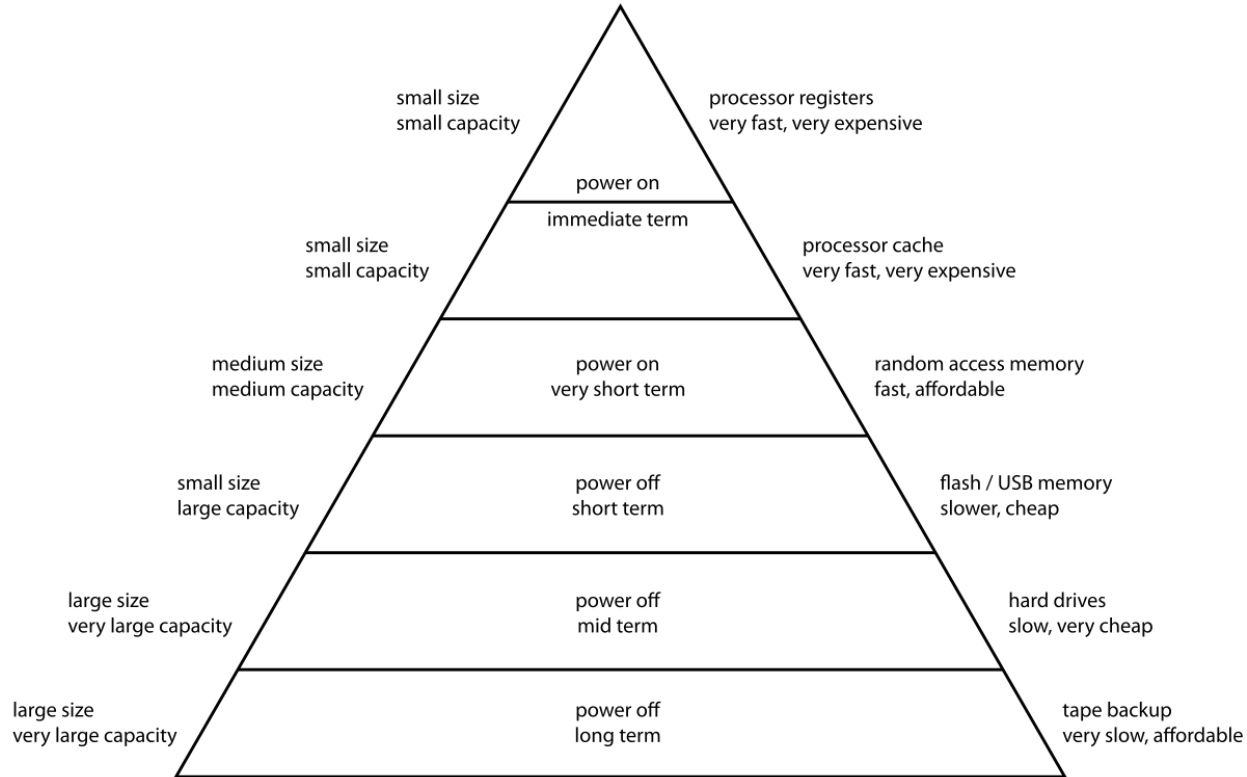 small size
small capacity
processor registers
very fast, very expensive
power on
immediate term
small size
small capacity
processor cache
very fast, very expensive
medium size
medium capacity
power on
very short term
random access memory
fast, affordable
small size
large capacity
power off
short term
flash / USB memory
slower, cheap
large size
very large capacity
power off
mid term
hard drives
slow, very cheap
large size
very large capacity
power off
long term
tape backup
very slow, affordable